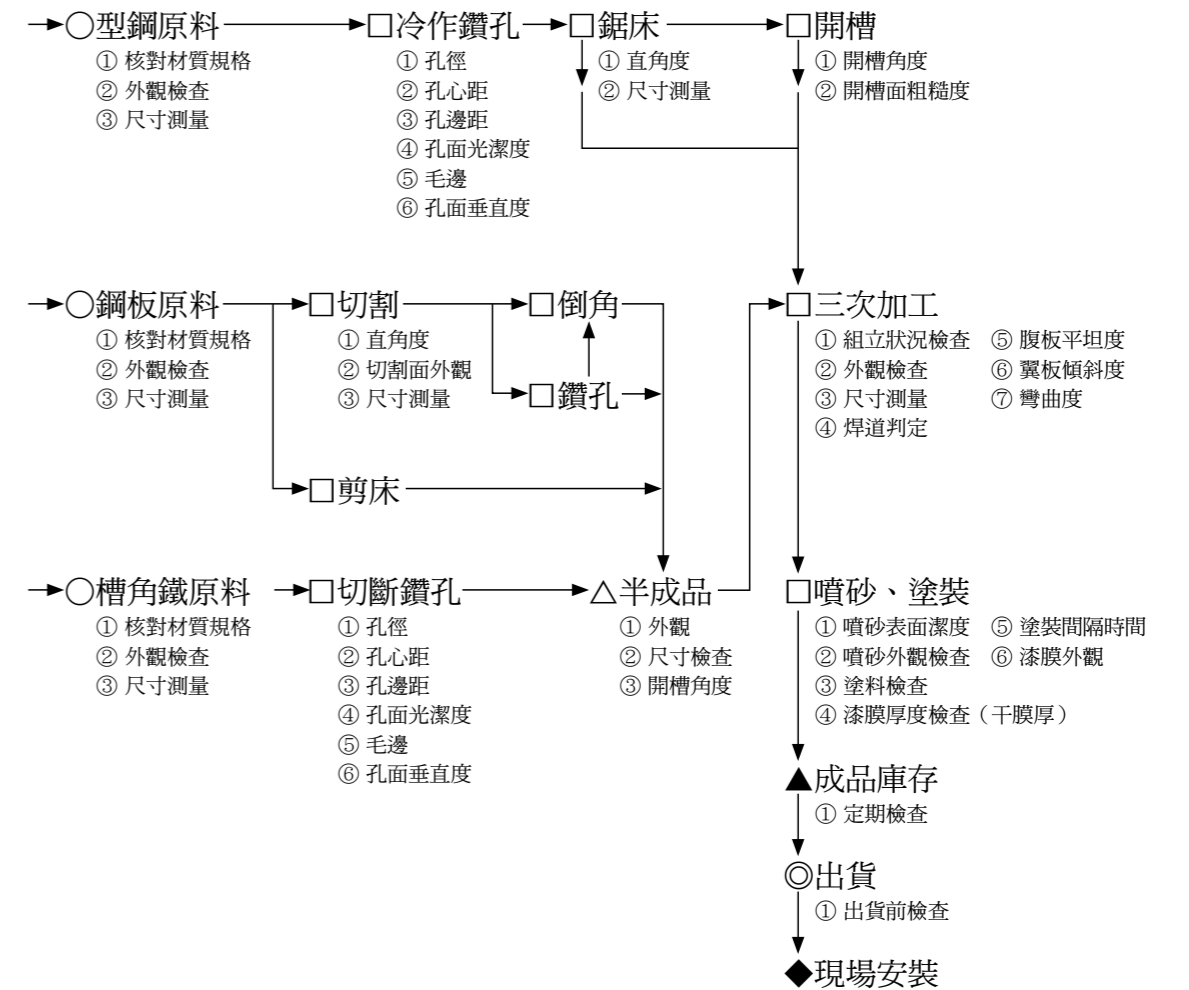 ○型鋼原料
① 核對材質規格
② 外觀檢查
③ 尺寸測量
□冷作鑽孔
① 孔徑
② 孔心距
③ 孔邊距
④ 孔面光潔度
⑤ 毛邊
⑥ 孔面垂直度
□鋸床
① 直角度
② 尺寸測量
□開槽
① 開槽角度
② 開槽面粗糙度
○鋼板原料
① 核對材質規格
② 外觀檢查
③ 尺寸測量
□切割
① 直角度
② 切割面外觀
③ 尺寸測量
□倒角
□鑽孔
□剪床
□三次加工
① 組立狀況檢查
② 外觀檢查
③ 尺寸測量
④ 焊道判定
⑤ 腹板平坦度
⑥ 翼板傾斜度
⑦ 彎曲度
○槽角鐵原料
① 核對材質規格
② 外觀檢查
③ 尺寸測量
□切斷鑽孔
① 孔徑
② 孔心距
③ 孔邊距
④ 孔面光潔度
⑤ 毛邊
⑥ 孔面垂直度
△半成品
① 外觀
② 尺寸檢查
③ 開槽角度
□噴砂、塗裝
① 噴砂表面潔度
② 噴砂外觀檢查
③ 塗料檢查
④ 漆膜厚度檢查（干膜厚）
⑤ 塗裝間隔時間
⑥ 漆膜外觀
▲成品庫存
① 定期檢查
◎出貨
① 出貨前檢查
◆現場安裝